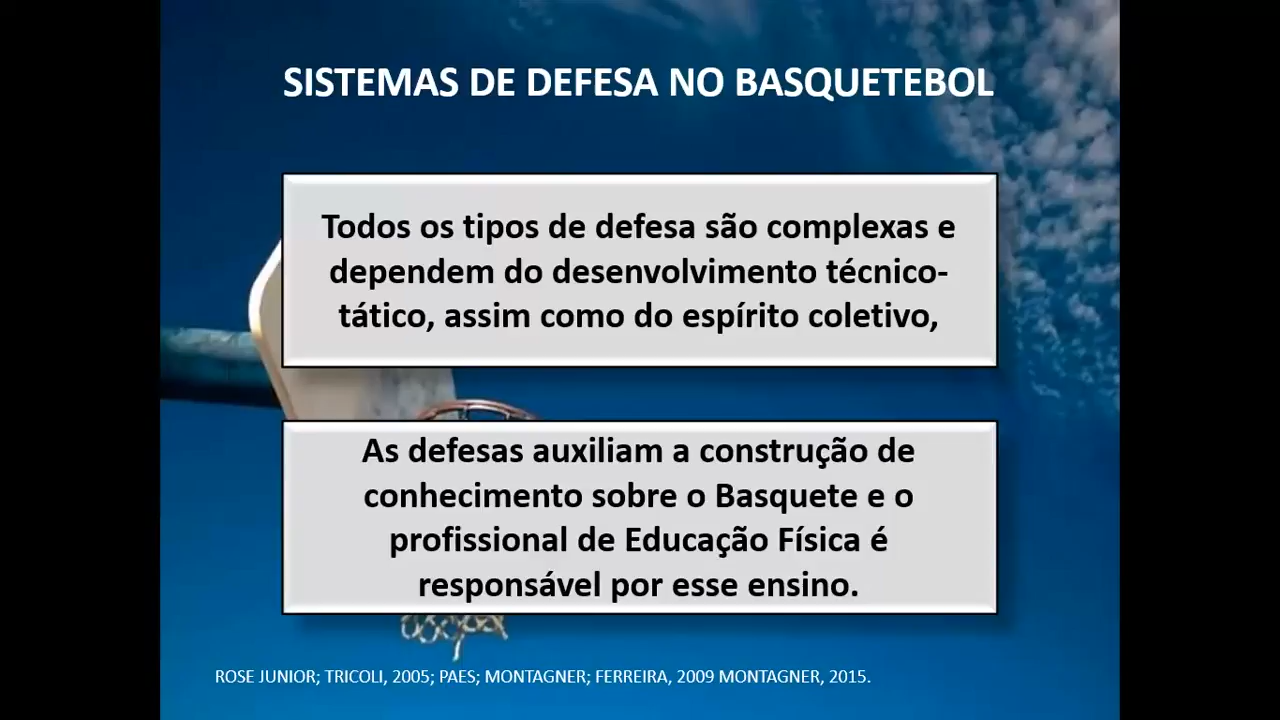 SISTEMAS DE DEFESA NO BASQUETEBOL
Todos os tipos de defesa são complexas e
dependem do desenvolvimento técnico-
tático, assim como do espírito coletivo,
As defesas auxiliam a construção de
conhecimento sobre o Basquete e o
profissional de Educação Física é
responsável por esse ensino.
ROSE JUNIOR; TRICOLI, 2005; PAES; MONTAGNER; FERREIRA, 2009 MONTAGNER, 2015.